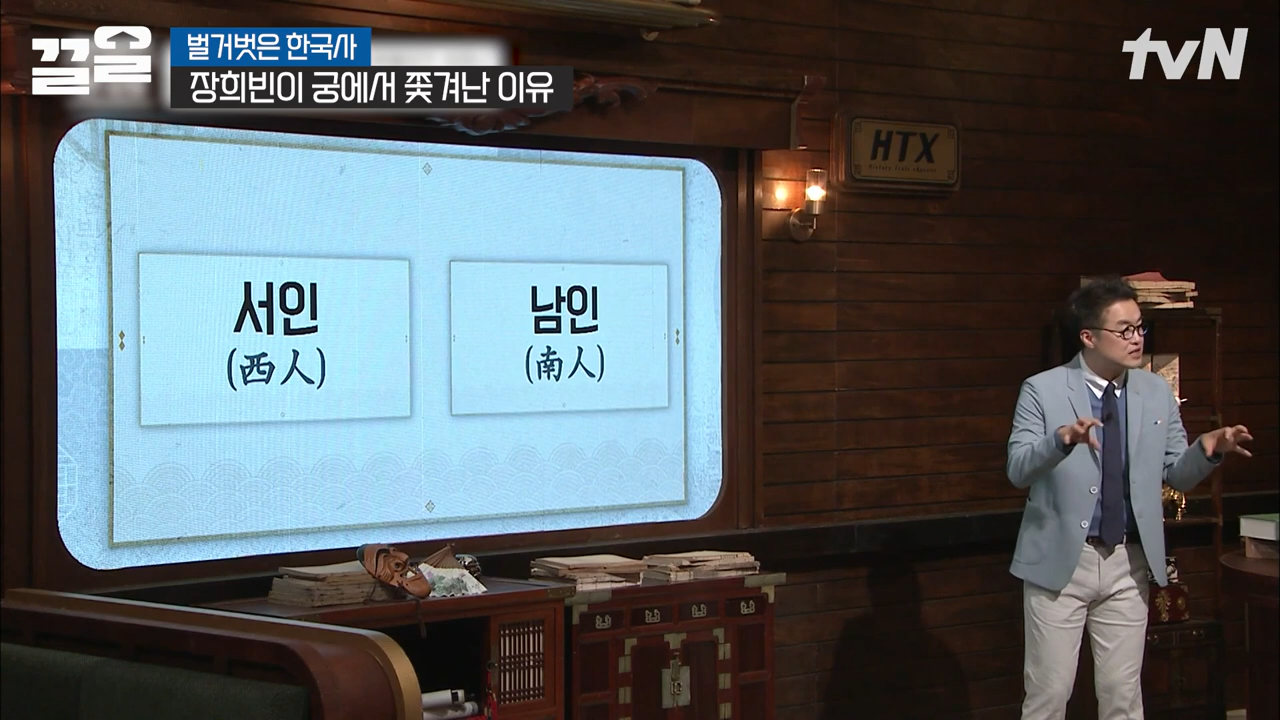 끌올
벌거벗은 한국사
장희빈이 궁에서 쫓겨난 이유
tvN
HTX
서인
(西人)
남인
(南人)